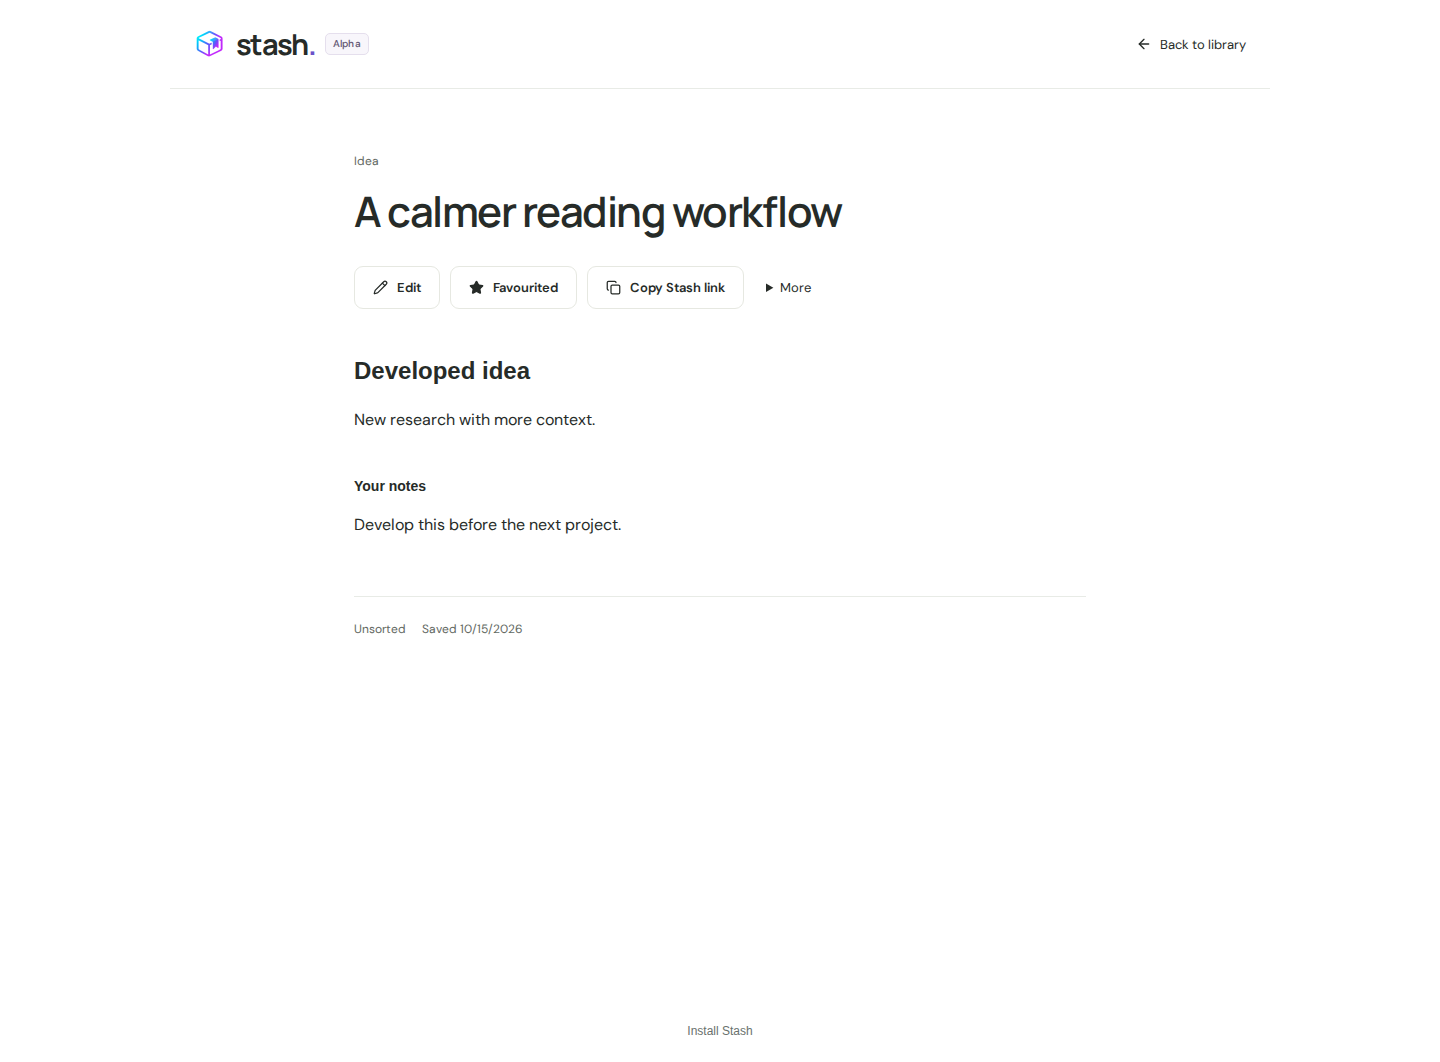 stash. Alpha
Back to library
Idea
A calmer reading workflow
Edit
Favourited
Copy Stash link
More
Developed idea
New research with more context.
Your notes
Develop this before the next project.
Unsorted Saved 10/15/2026
Install Stash